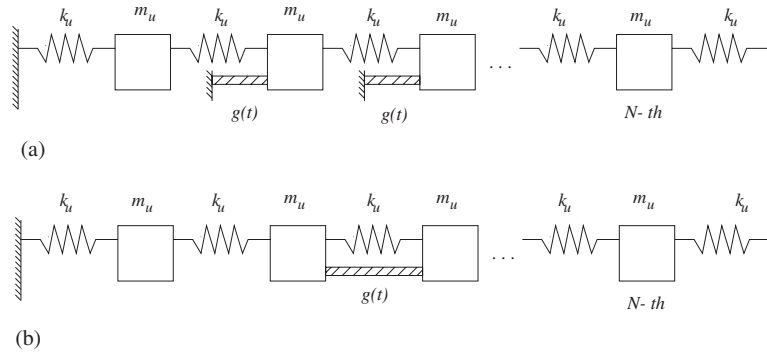 k_u m_u k_u m_u k_u m_u k_u m_u k_u
. . .
g(t) g(t) N- th
(a)
k_u m_u k_u m_u k_u m_u k_u m_u k_u
. . .
g(t) N- th
(b)